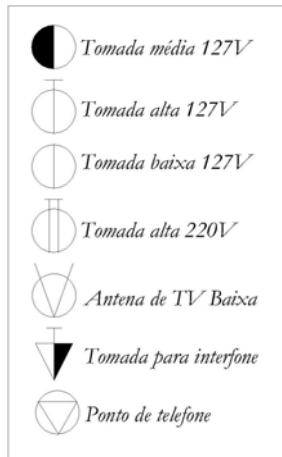 Tomada média 127V
Tomada alta 127V
Tomada baixa 127V
Tomada alta 220V
Antena de TV Baixa
Tomada para interfone
Ponto de telefone